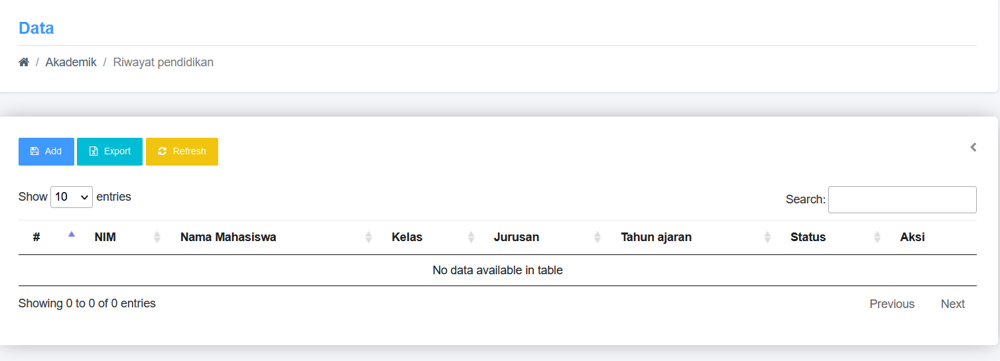 Data
/ Akademik / Riwayat pendidikan
Add Export Refresh
Show 10 entries Search:
# NIM Nama Mahasiswa Kelas Jurusan Tahun ajaran Status Aksi
No data available in table
Showing 0 to 0 of 0 entries Previous Next